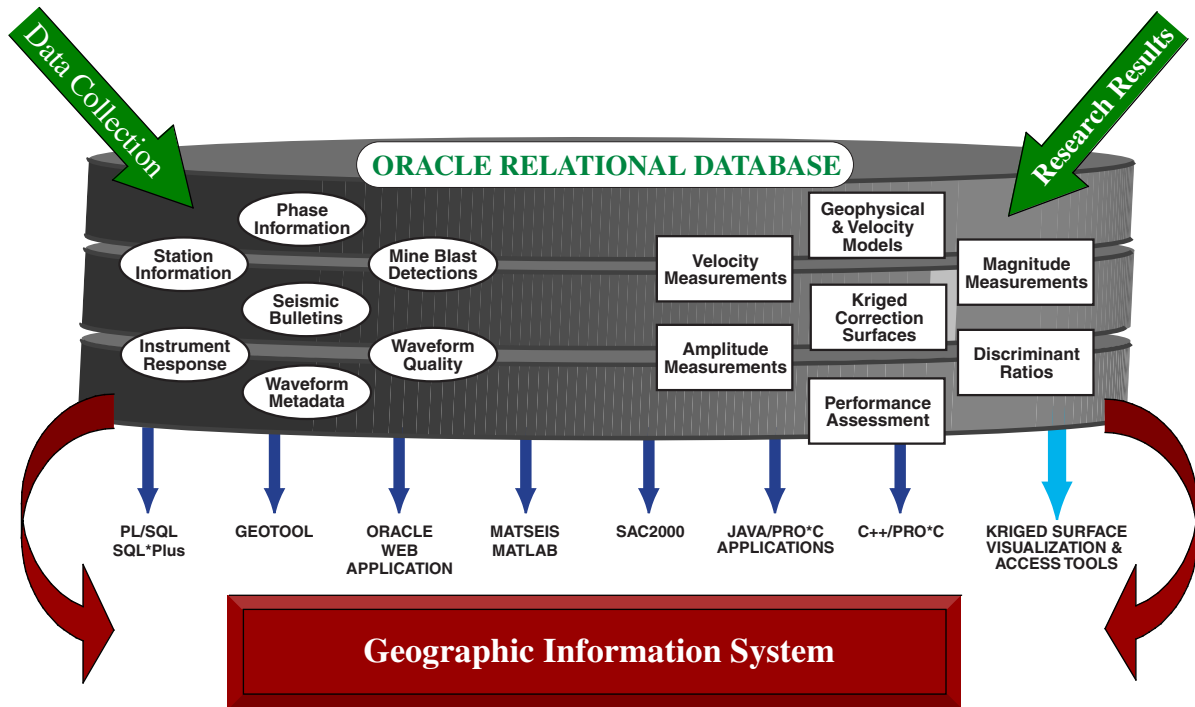 Data Collection
Research Results
ORACLE RELATIONAL DATABASE
Phase
Information
Station
Information
Mine Blast
Detections
Seismic
Bulletins
Instrument
Response
Waveform
Quality
Waveform
Metadata
Geophysical
& Velocity
Models
Velocity
Measurements
Magnitude
Measurements
Kriged
Correction
Surfaces
Amplitude
Measurements
Discriminant
Ratios
Performance
Assessment
PL/SQL
SQL*Plus
GEOTOOL
ORACLE
WEB
APPLICATION
MATSEIS
MATLAB
SAC2000
JAVA/PRO*C
APPLICATIONS
C++/PRO*C
KRIGED SURFACE
VISUALIZATION &
ACCESS TOOLS
Geographic Information System